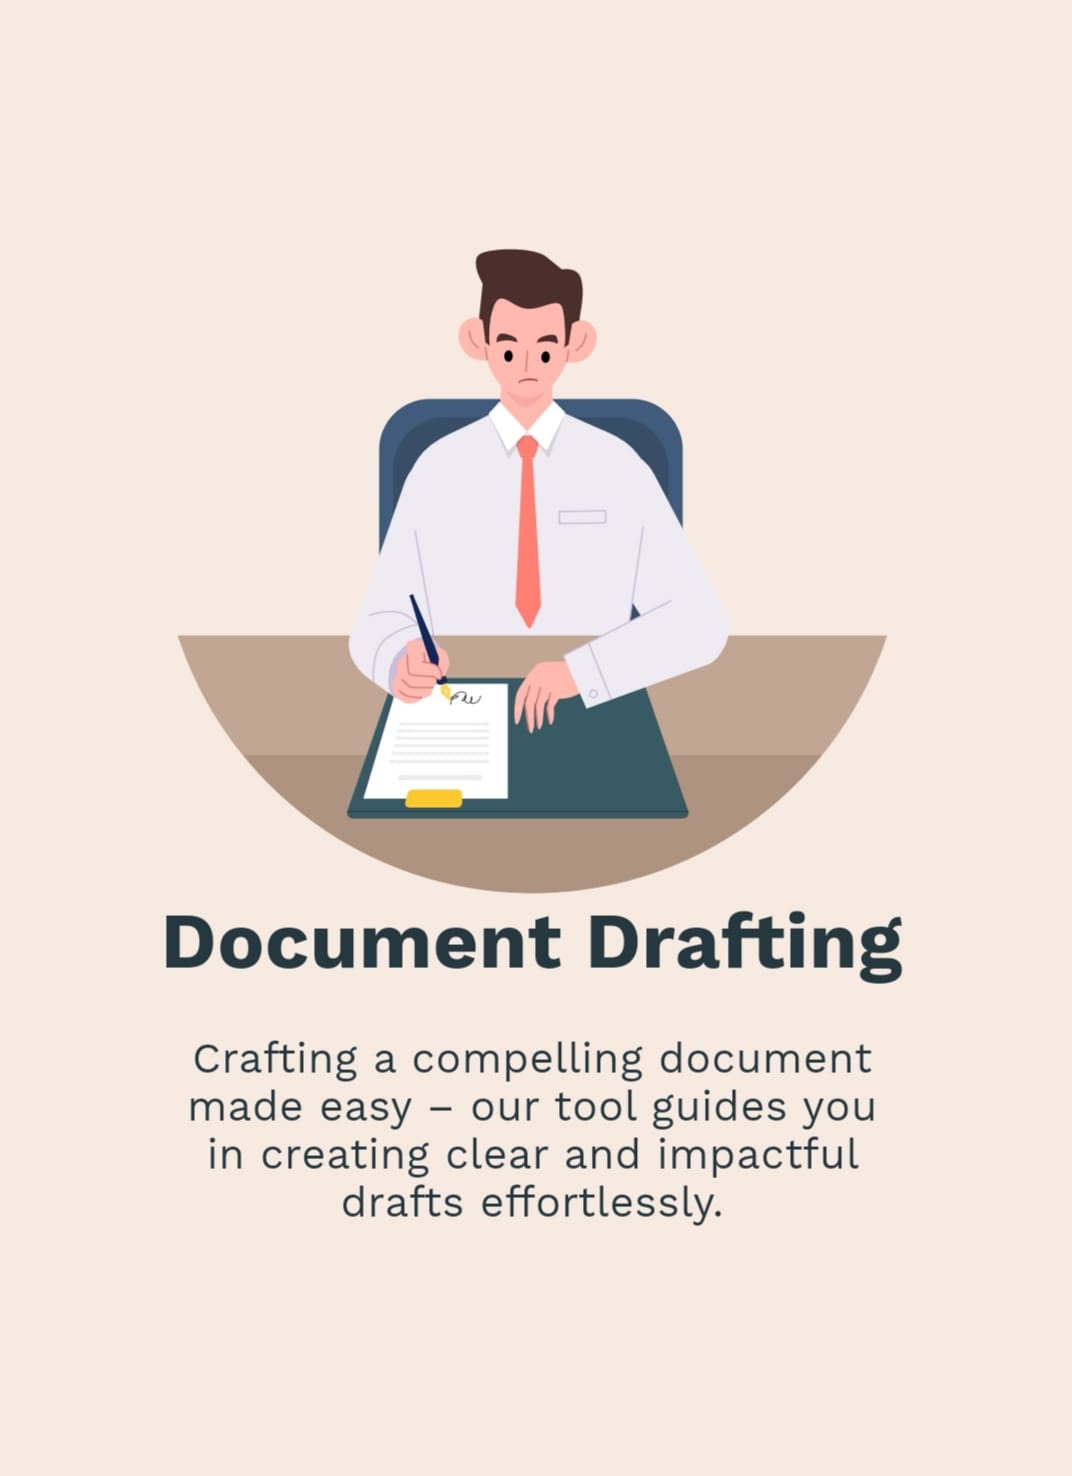 Document Drafting
Crafting a compelling document
made easy – our tool guides you
in creating clear and impactful
drafts effortlessly.